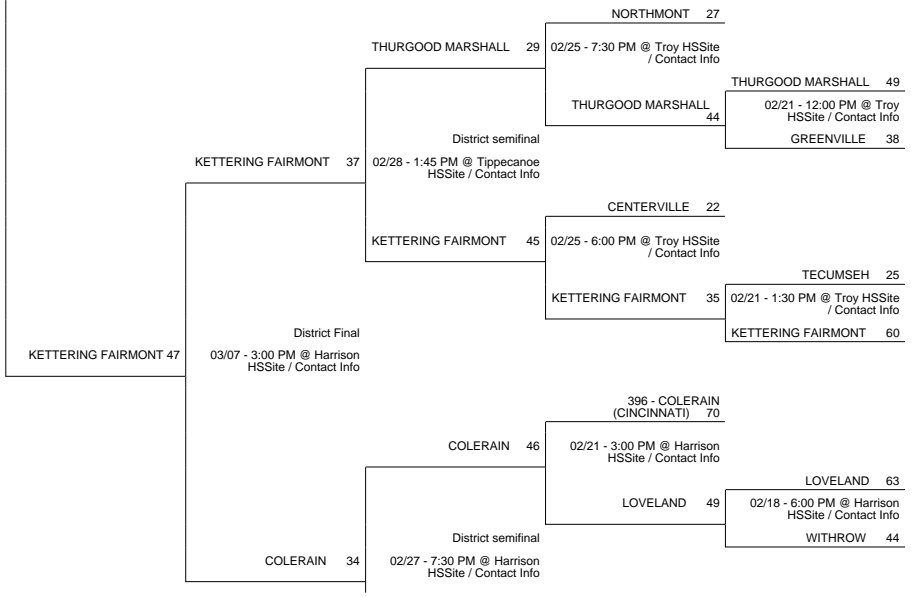 NORTHMONT 27
THURGOOD MARSHALL 29
02/25 - 7:30 PM @ Troy HSSite
/ Contact Info
THURGOOD MARSHALL 49
THURGOOD MARSHALL
44
02/21 - 12:00 PM @ Troy
HSSite / Contact Info
GREENVILLE 38
District semifinal
KETTERING FAIRMONT 37
02/28 - 1:45 PM @ Tippecanoe
HSSite / Contact Info
CENTERVILLE 22
KETTERING FAIRMONT 45
02/25 - 6:00 PM @ Troy HSSite
/ Contact Info
TECUMSEH 25
KETTERING FAIRMONT 35
02/21 - 1:30 PM @ Troy HSSite
/ Contact Info
KETTERING FAIRMONT 60
District Final
KETTERING FAIRMONT 47
03/07 - 3:00 PM @ Harrison
HSSite / Contact Info
396 - COLERAIN
(CINCINNATI) 70
COLERAIN 46
02/21 - 3:00 PM @ Harrison
HSSite / Contact Info
LOVELAND 63
LOVELAND 49
02/18 - 6:00 PM @ Harrison
HSSite / Contact Info
WITHROW 44
District semifinal
COLERAIN 34
02/27 - 7:30 PM @ Harrison
HSSite / Contact Info